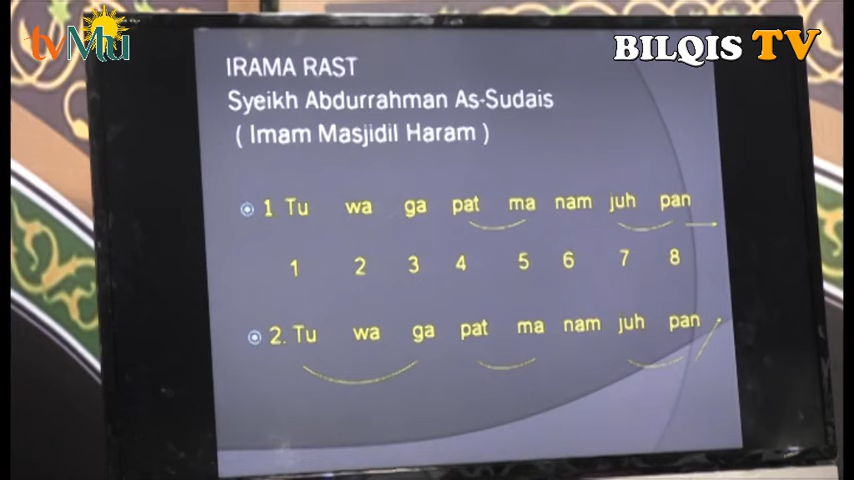 tvMu
BILQIS TV
IRAMA RAST
Syeikh Abdurrahman As-Sudais
( Imam Masjidil Haram )
1 Tu wa ga pat ma nam juh pan
1 2 3 4 5 6 7 8
2. Tu wa ga pat ma nam juh pan